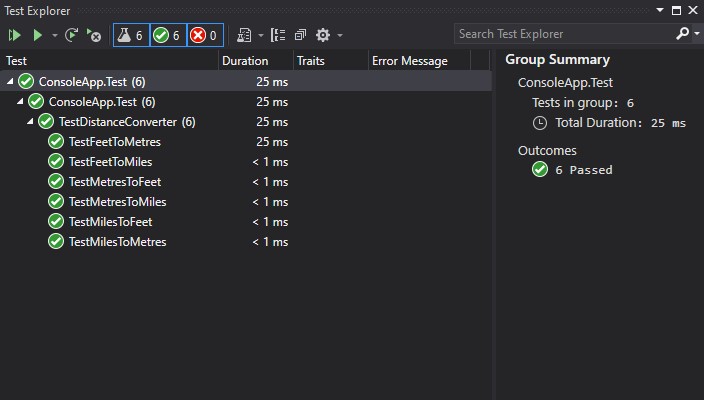 Test Explorer
6 6 0
Search Test Explorer
Test Duration Traits Error Message
ConsoleApp.Test (6) 25 ms
ConsoleApp.Test (6) 25 ms
TestDistanceConverter (6) 25 ms
TestFeetToMetres 25 ms
TestFeetToMiles < 1 ms
TestMetresToFeet < 1 ms
TestMetresToMiles < 1 ms
TestMilesToFeet < 1 ms
TestMilesToMetres < 1 ms
Group Summary
ConsoleApp.Test
Tests in group: 6
Total Duration: 25 ms
Outcomes
6 Passed